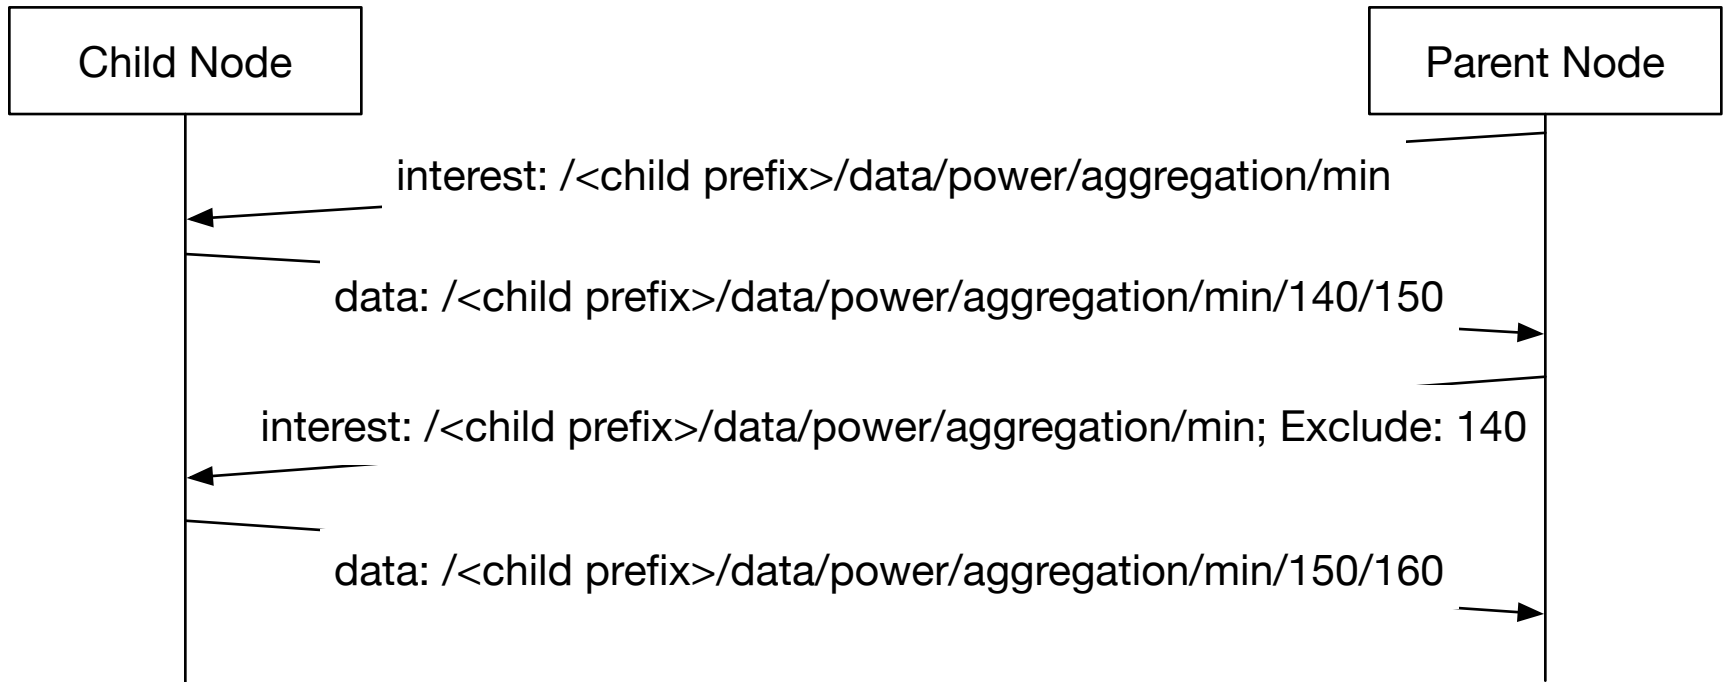 Child Node
Parent Node
interest: /<child prefix>/data/power/aggregation/min
data: /<child prefix>/data/power/aggregation/min/140/150
interest: /<child prefix>/data/power/aggregation/min; Exclude: 140
data: /<child prefix>/data/power/aggregation/min/150/160